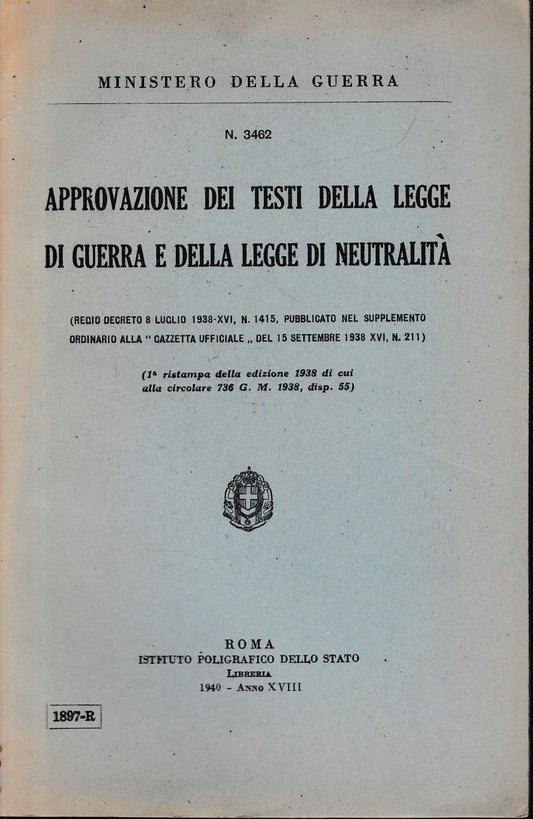 MINISTERO DELLA GUERRA
N. 3462
APPROVAZIONE DEI TESTI DELLA LEGGE
DI GUERRA E DELLA LEGGE DI NEUTRALITÀ
(REGIO DECRETO 8 LUGLIO 1938-XVI, N. 1415, PUBBLICATO NEL SUPPLEMENTO
ORDINARIO ALLA " GAZZETTA UFFICIALE „ DEL 15 SETTEMBRE 1938 XVI, N. 211)
(1ª ristampa della edizione 1938 di cui
alla circolare 736 G. M. 1938, disp. 55)
ROMA
ISTITUTO POLIGRAFICO DELLO STATO
LIBRERIA
1940 - ANNO XVIII
1897-R